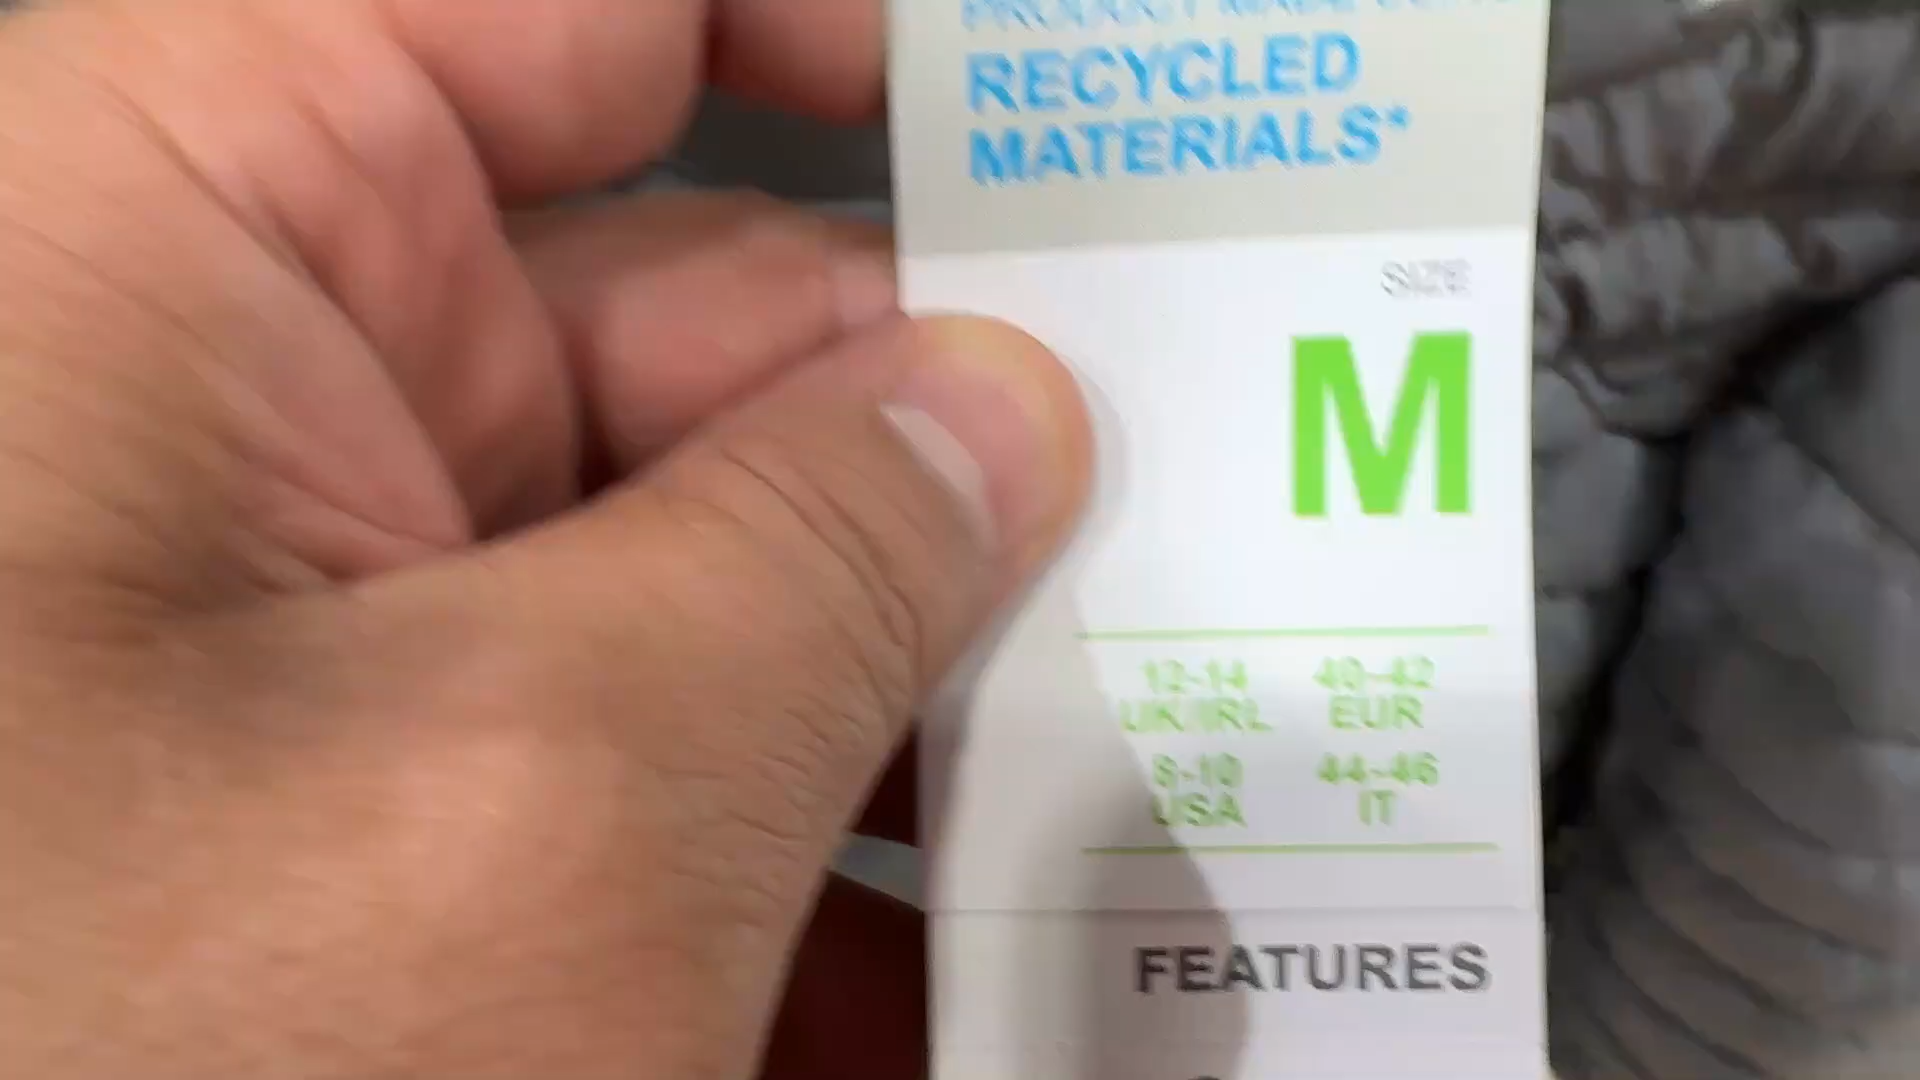 RECYCLED
MATERIALS*
SIZE
M
12-14 40-42
UK/IRL EUR
8-10 44-46
USA IT
FEATURES